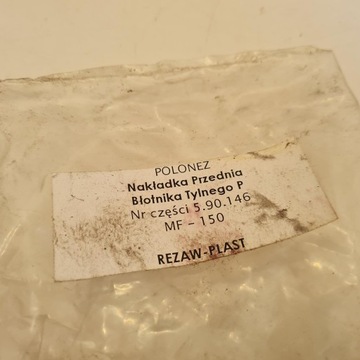 POLONEZ
Nakładka Przednia
Błotnika Tylnego P
Nr części 5.90.146
MF - 150
REZAW-PLAST